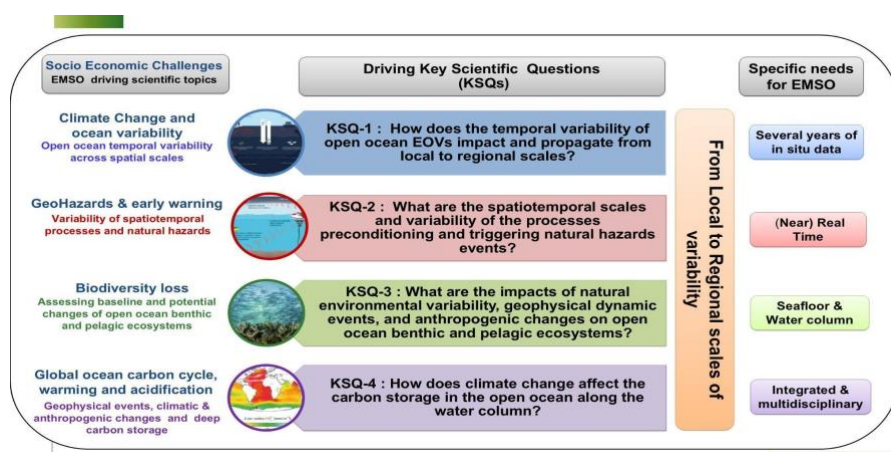 Socio Economic Challenges
EMSO driving scientific topics
Driving Key Scientific Questions
(KSQs)
Specific needs
for EMSO
Climate Change and
ocean variability
Open ocean temporal variability
across spatial scales
KSQ-1 : How does the temporal variability of
open ocean EOVs impact and propagate from
local to regional scales?
Several years of
in situ data
GeoHazards & early warning
Variability of spatiotemporal
processes and natural hazards
KSQ-2 : What are the spatiotemporal scales
and variability of the processes
preconditioning and triggering natural hazards
events?
(Near) Real
Time
Biodiversity loss
Assessing baseline and potential
changes of open ocean benthic
and pelagic ecosystems
KSQ-3 : What are the impacts of natural
environmental variability, geophysical dynamic
events, and anthropogenic changes on open
ocean benthic and pelagic ecosystems?
Seafloor &
Water column
Global ocean carbon cycle,
warming and acidification
Geophysical events, climatic &
anthropogenic changes and deep
carbon storage
KSQ-4 : How does climate change affect the
carbon storage in the open ocean along the
water column?
Integrated &
multidisciplinary
From Local to Regional scales of
variability